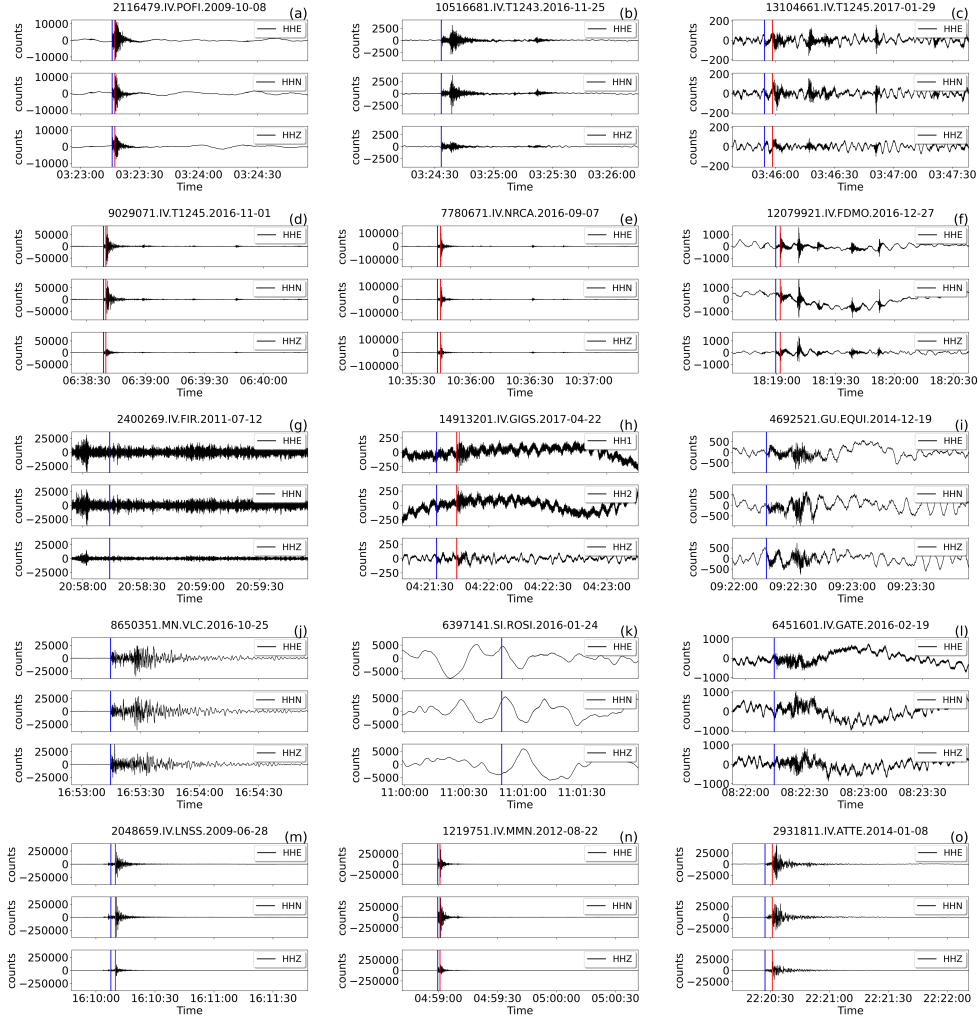 2116479.IV.POFI.2009-10-08 (a)
counts
10000
0
−10000
HHE
counts
10000
0
−10000
HHN
counts
10000
0
−10000
HHZ
03:23:00 03:23:30 03:24:00 03:24:30
Time
10516681.IV.T1243.2016-11-25 (b)
counts
2500
0
−2500
HHE
counts
2500
0
−2500
HHN
counts
2500
0
−2500
HHZ
03:24:30 03:25:00 03:25:30 03:26:00
Time
13104661.IV.T1245.2017-01-29 (c)
counts
200
0
−200
HHE
counts
200
0
−200
HHN
counts
200
0
−200
HHZ
03:46:00 03:46:30 03:47:00 03:47:30
Time
9029071.IV.T1245.2016-11-01 (d)
counts
50000
0
−50000
HHE
counts
50000
0
−50000
HHN
counts
50000
0
−50000
HHZ
06:38:30 06:39:00 06:39:30 06:40:00
Time
7780671.IV.NRCA.2016-09-07 (e)
counts
100000
0
−100000
HHE
counts
100000
0
−100000
HHN
counts
100000
0
−100000
HHZ
10:35:30 10:36:00 10:36:30 10:37:00
Time
12079921.IV.FDMO.2016-12-27 (f)
counts
1000
0
−1000
HHE
counts
1000
0
−1000
HHN
counts
1000
0
−1000
HHZ
18:19:00 18:19:30 18:20:00 18:20:30
Time
2400269.IV.FIR.2011-07-12 (g)
counts
25000
0
−25000
HHE
counts
25000
0
−25000
HHN
counts
25000
0
−25000
HHZ
20:58:00 20:58:30 20:59:00 20:59:30
Time
14913201.IV.GIGS.2017-04-22 (h)
counts
250
0
−250
HH1
counts
250
0
−250
HH2
counts
250
0
−250
HHZ
04:21:30 04:22:00 04:22:30 04:23:00
Time
4692521.GU.EQUI.2014-12-19 (i)
counts
500
0
−500
HHE
counts
500
0
−500
HHN
counts
500
0
−500
HHZ
09:22:00 09:22:30 09:23:00 09:23:30
Time
8650351.MN.VLC.2016-10-25 (j)
counts
25000
0
−25000
HHE
counts
25000
0
−25000
HHN
counts
25000
0
−25000
HHZ
16:53:00 16:53:30 16:54:00 16:54:30
Time
6397141.SI.ROSI.2016-01-24 (k)
counts
5000
0
−5000
HHE
counts
5000
0
−5000
HHN
counts
5000
0
−5000
HHZ
11:00:00 11:00:30 11:01:00 11:01:30
Time
6451601.IV.GATE.2016-02-19 (l)
counts
1000
0
−1000
HHE
counts
1000
0
−1000
HHN
counts
1000
0
−1000
HHZ
08:22:00 08:22:30 08:23:00 08:23:30
Time
2048659.IV.LNSS.2009-06-28 (m)
counts
250000
0
−250000
HHE
counts
250000
0
−250000
HHN
counts
250000
0
−250000
HHZ
16:10:00 16:10:30 16:11:00 16:11:30
Time
1219751.IV.MMN.2012-08-22 (n)
counts
250000
0
−250000
HHE
counts
250000
0
−250000
HHN
counts
250000
0
−250000
HHZ
04:59:00 04:59:30 05:00:00 05:00:30
Time
2931811.IV.ATTE.2014-01-08 (o)
counts
25000
0
−25000
HHE
counts
25000
0
−25000
HHN
counts
25000
0
−25000
HHZ
22:20:30 22:21:00 22:21:30 22:22:00
Time